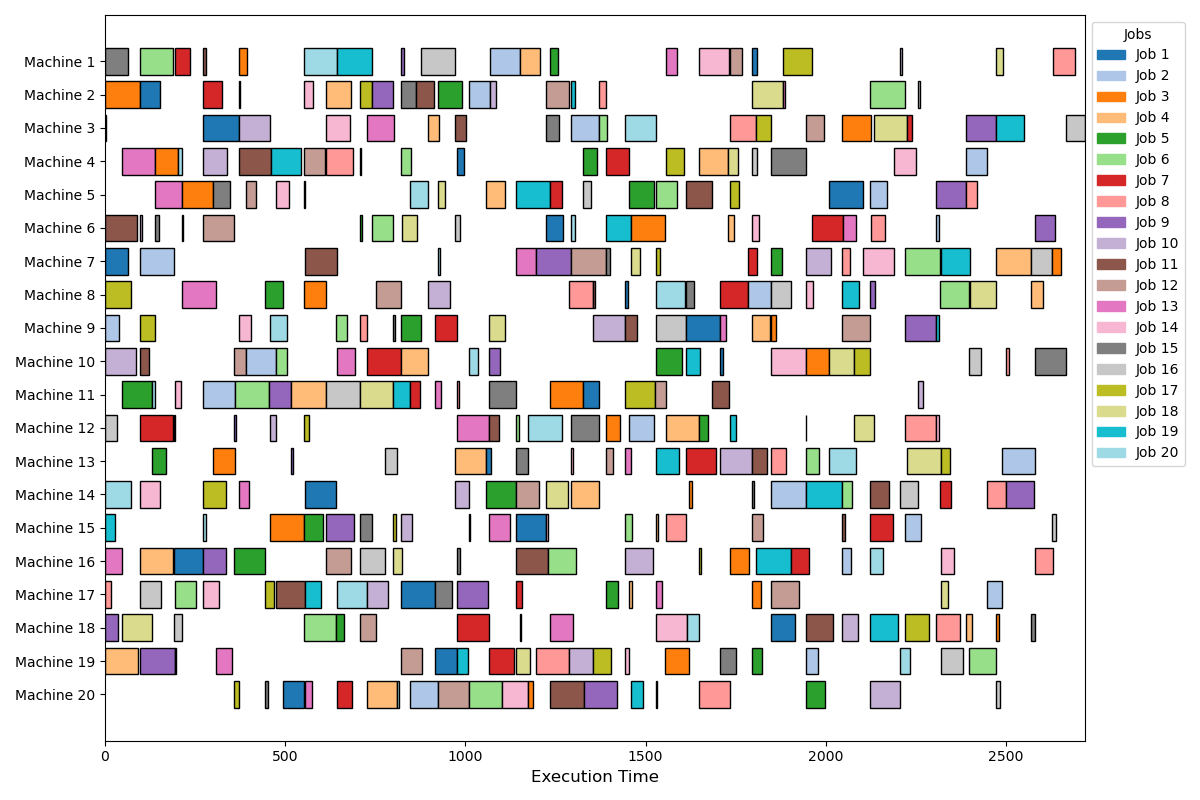 Machine 1
Machine 2
Machine 3
Machine 4
Machine 5
Machine 6
Machine 7
Machine 8
Machine 9
Machine 10
Machine 11
Machine 12
Machine 13
Machine 14
Machine 15
Machine 16
Machine 17
Machine 18
Machine 19
Machine 20
0 500 1000 1500 2000 2500
Execution Time
Jobs
Job 1
Job 2
Job 3
Job 4
Job 5
Job 6
Job 7
Job 8
Job 9
Job 10
Job 11
Job 12
Job 13
Job 14
Job 15
Job 16
Job 17
Job 18
Job 19
Job 20